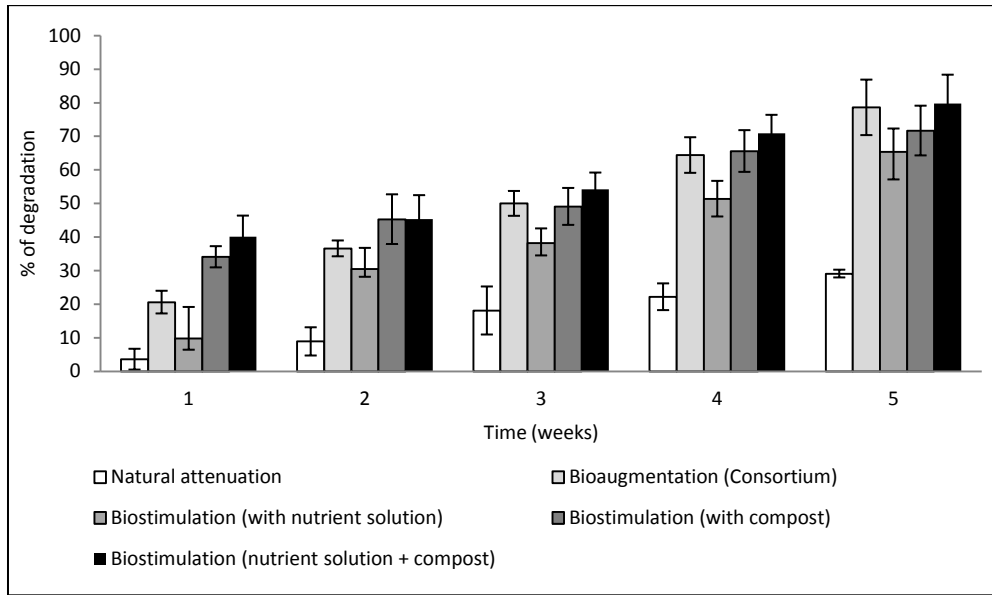 100
90
80
70
60
50
40
30
20
10
0
% of degradation
1 2 3 4 5
Time (weeks)
Natural attenuation Bioaugmentation (Consortium)
Biostimulation (with nutrient solution) Biostimulation (with compost)
Biostimulation (nutrient solution + compost)